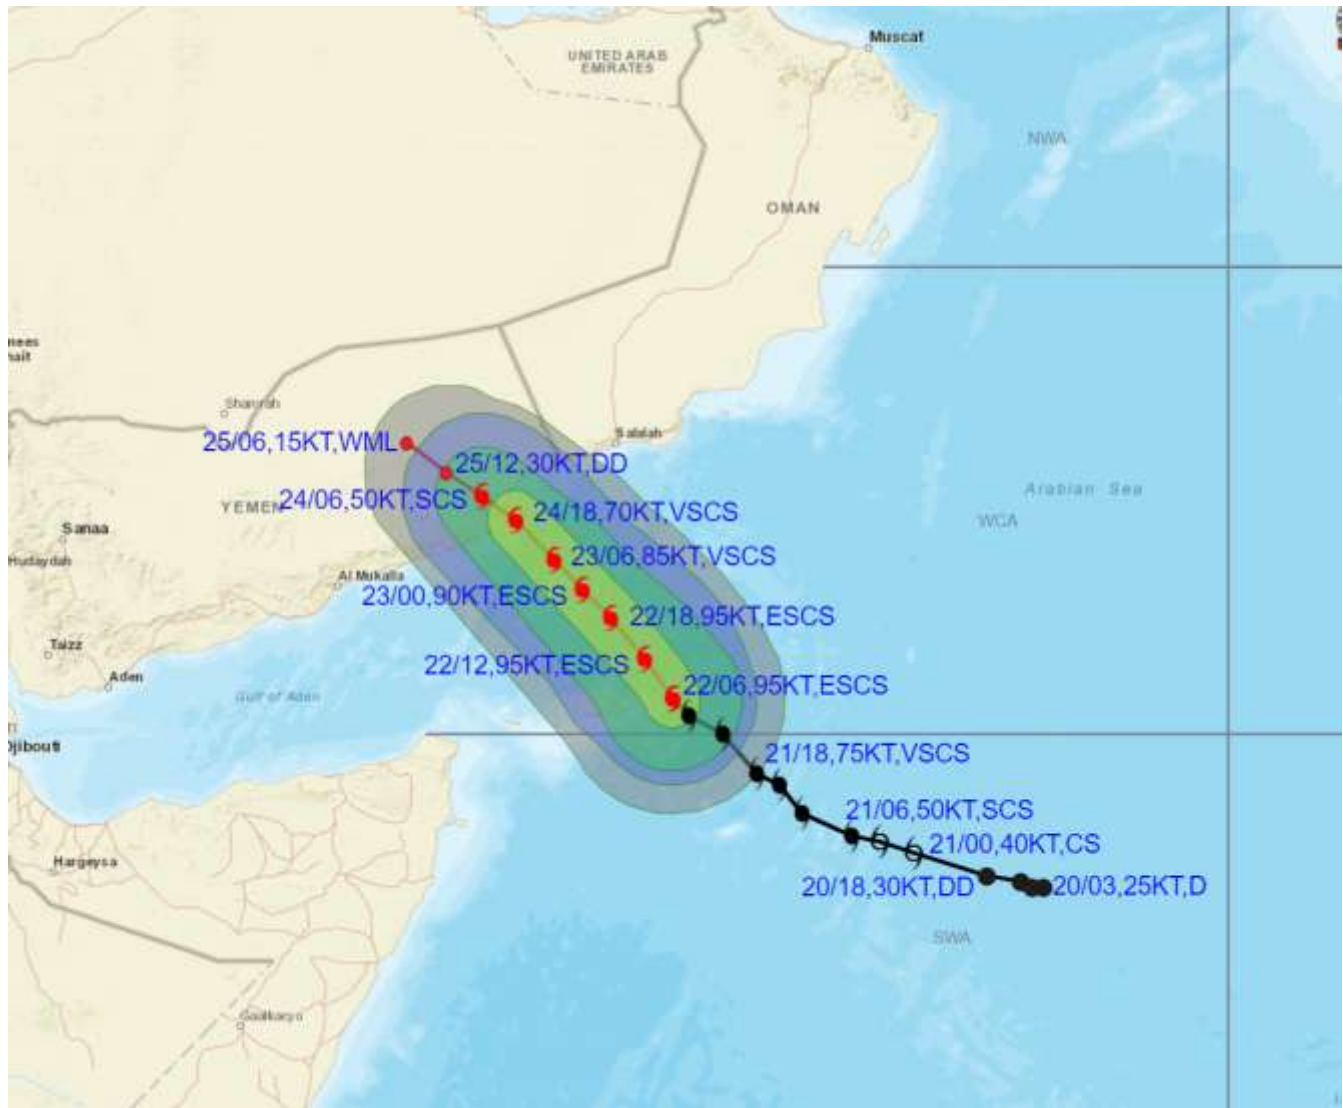 Muscat
UNITED ARAB
EMIRATES
NWA
OMAN
Sharorah
Salalah
25/06,15KT,WML
25/12,30KT,DD
24/06,50KT,SCS
YEMEN
24/18,70KT,VSCS
Arabian Sea
WCA
Sanaa
Hudaydah
23/06,85KT,VSCS
Al Mukalla
23/00,90KT,ESCS
22/18,95KT,ESCS
Taizz
22/12,95KT,ESCS
Aden
22/06,95KT,ESCS
Gulf of Aden
Djibouti
21/18,75KT,VSCS
21/06,50KT,SCS
21/00,40KT,CS
Hargeysa
20/18,30KT,DD
20/03,25KT,D
SWA
Gaalkacyo